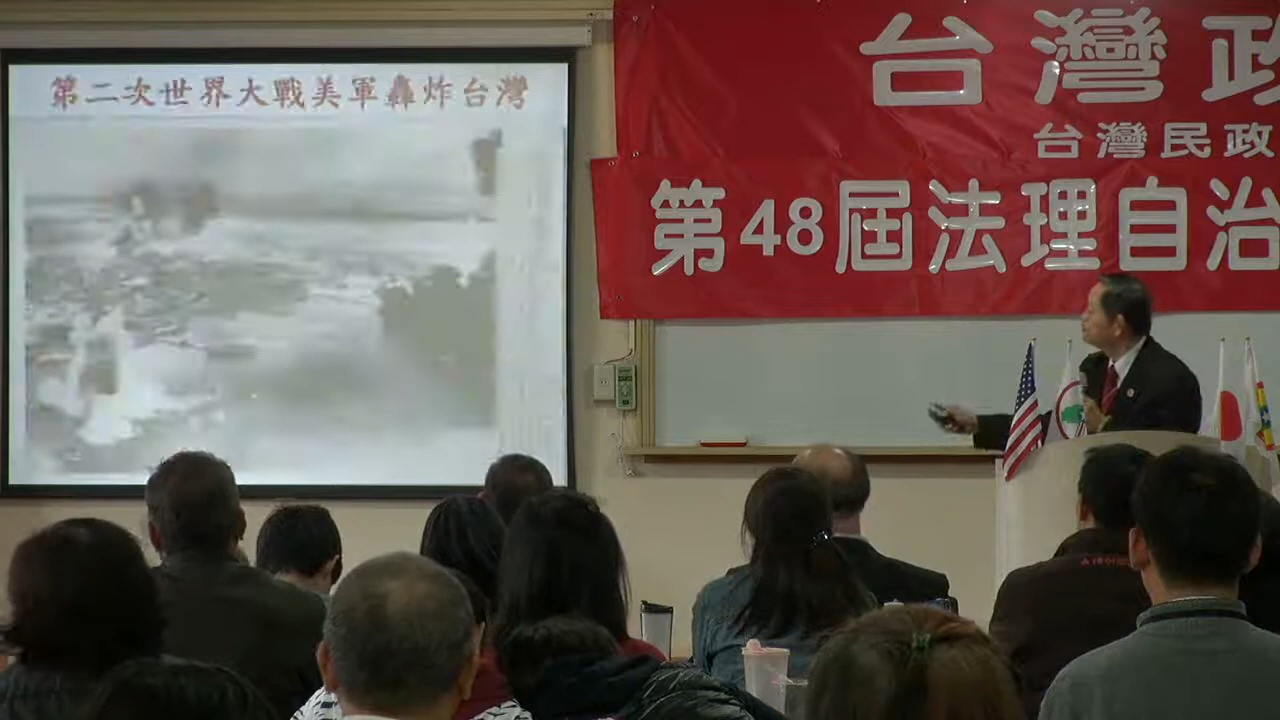 第二次世界大戰美軍轟炸台灣
台灣政
台灣民政
第48屆法理自治